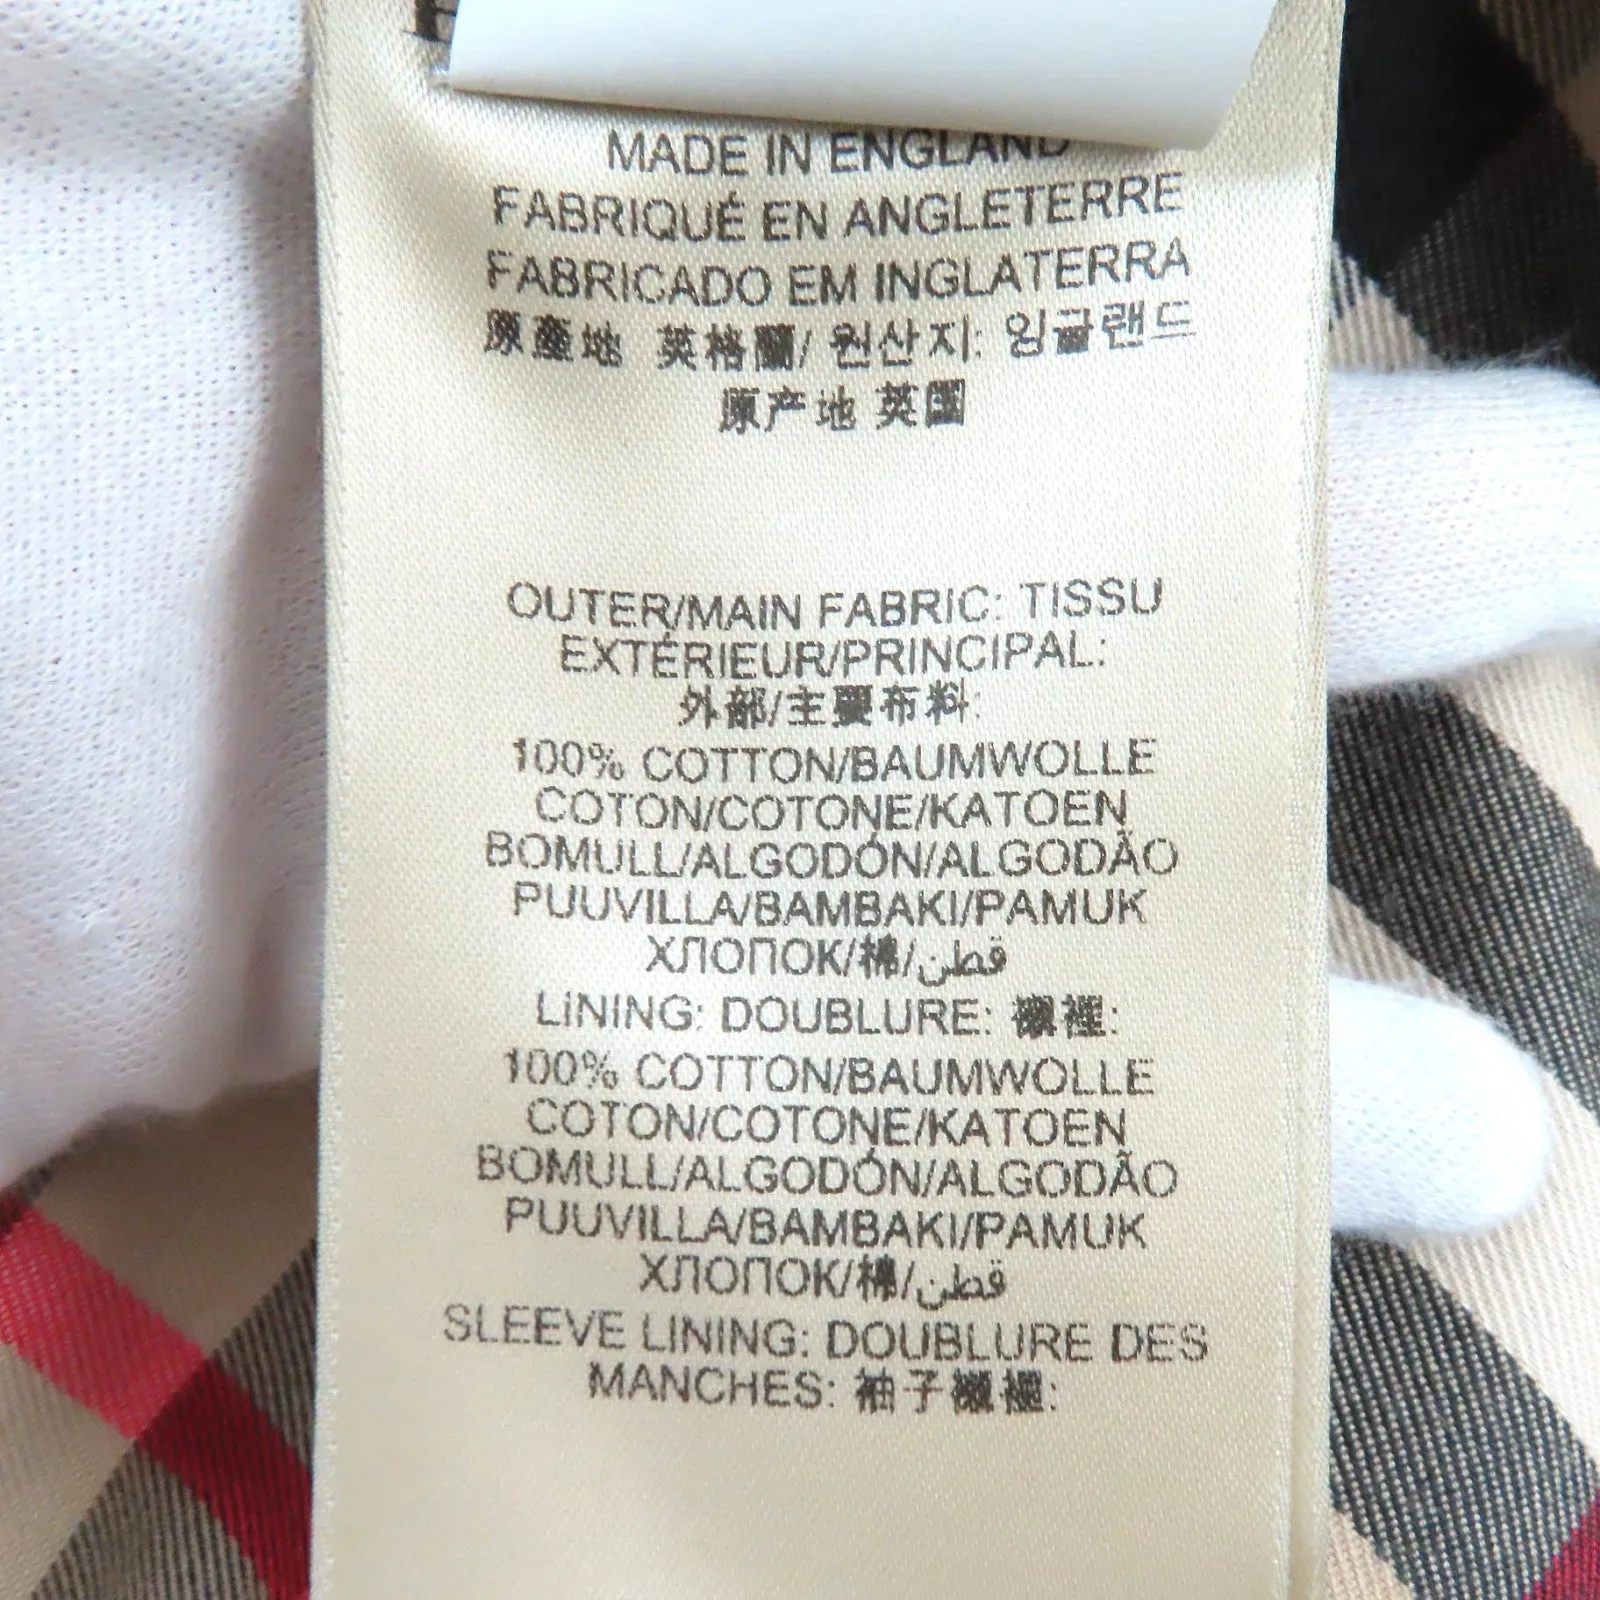 MADE IN ENGLAND
FABRIQUÉ EN ANGLETERRE
FABRICADO EM INGLATERRA
原產地 英格蘭/ 원산지: 잉글랜드
原产地 英國
OUTER/MAIN FABRIC: TISSU
EXTÉRIEUR/PRINCIPAL:
外部/主要布料:
100% COTTON/BAUMWOLLE
COTON/COTONE/KATOEN
BOMULL/ALGODÓN/ALGODÃO
PUUVILLA/BAMBAKI/PAMUK
ХЛОПОК/棉/قطن
LINING: DOUBLURE: 襯裡:
100% COTTON/BAUMWOLLE
COTON/COTONE/KATOEN
BOMULL/ALGODÓN/ALGODÃO
PUUVILLA/BAMBAKI/PAMUK
ХЛОПОК/棉/قطن
SLEEVE LINING: DOUBLURE DES
MANCHES: 袖子襯裡: